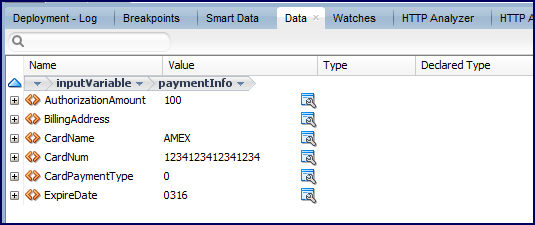 Deployment - Log Breakpoints Smart Data Data Watches HTTP Analyzer HTTP A
Name Value Type Declared Type
inputVariable paymentInfo
AuthorizationAmount 100
BillingAddress
CardName AMEX
CardNum 1234123412341234
CardPaymentType 0
ExpireDate 0316